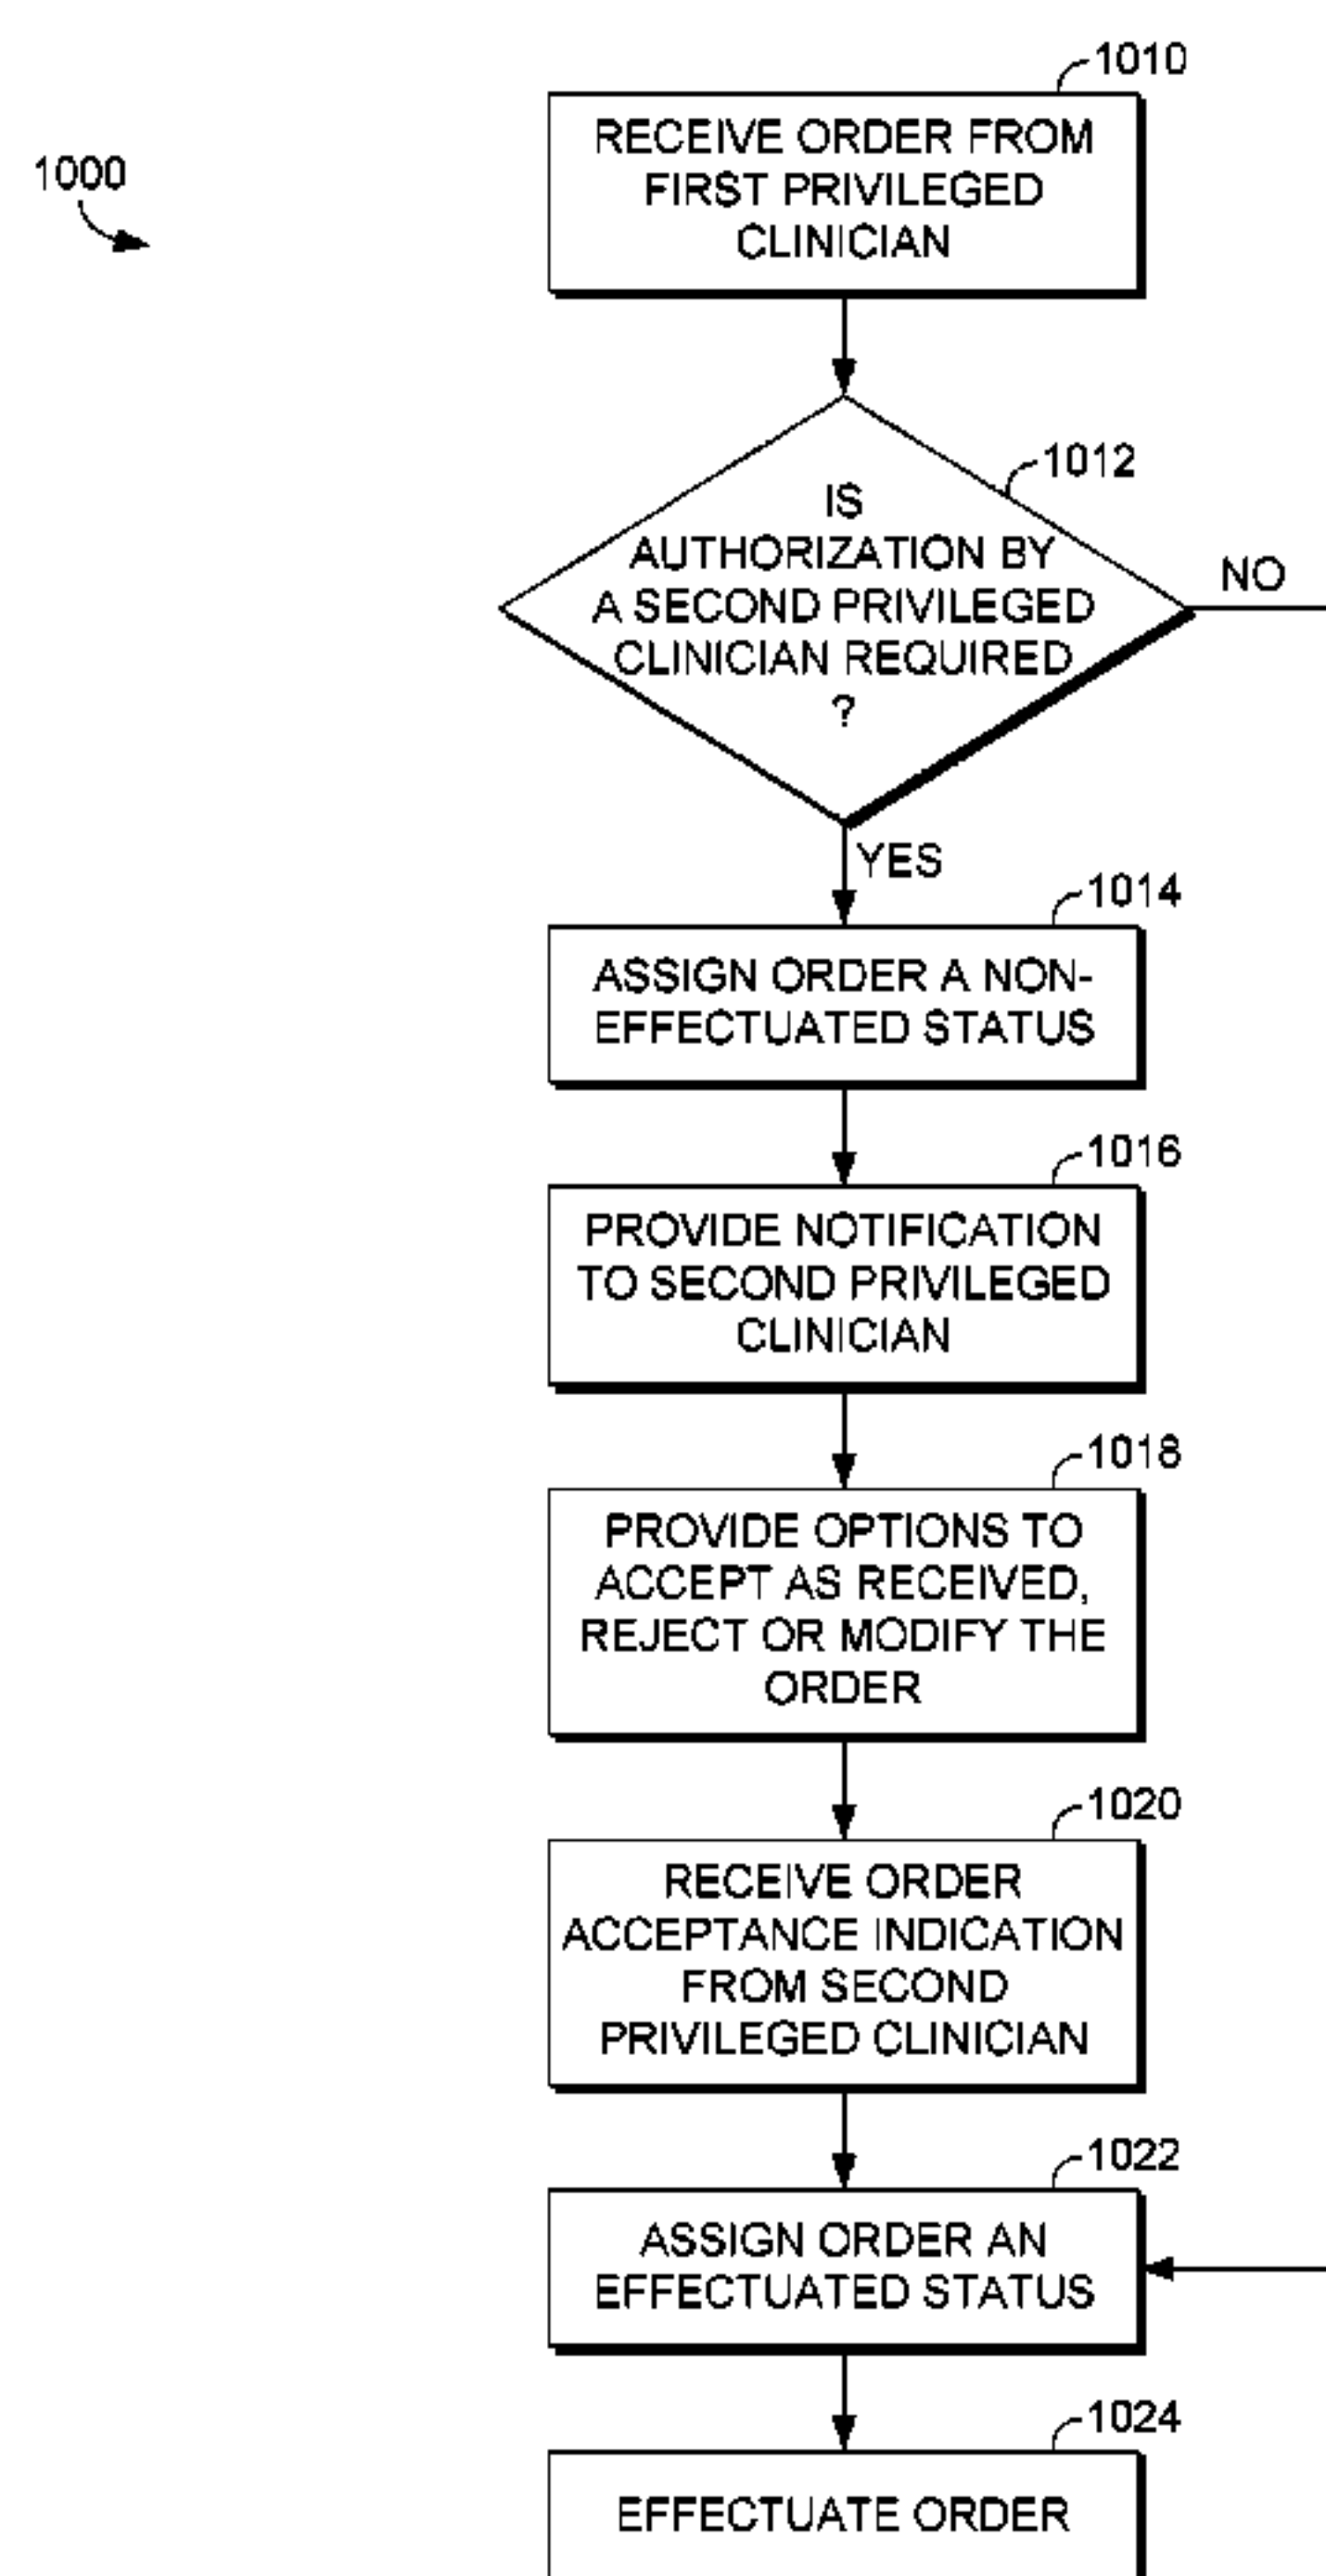 1010
RECEIVE ORDER FROM
FIRST PRIVILEGED
CLINICIAN
1000
1012
IS
AUTHORIZATION BY
A SECOND PRIVILEGED
CLINICIAN REQUIRED
?
NO
YES
1014
ASSIGN ORDER A NON-
EFFECTUATED STATUS
1016
PROVIDE NOTIFICATION
TO SECOND PRIVILEGED
CLINICIAN
1018
PROVIDE OPTIONS TO
ACCEPT AS RECEIVED,
REJECT OR MODIFY THE
ORDER
1020
RECEIVE ORDER
ACCEPTANCE INDICATION
FROM SECOND
PRIVILEGED CLINICIAN
1022
ASSIGN ORDER AN
EFFECTUATED STATUS
1024
EFFECTUATE ORDER